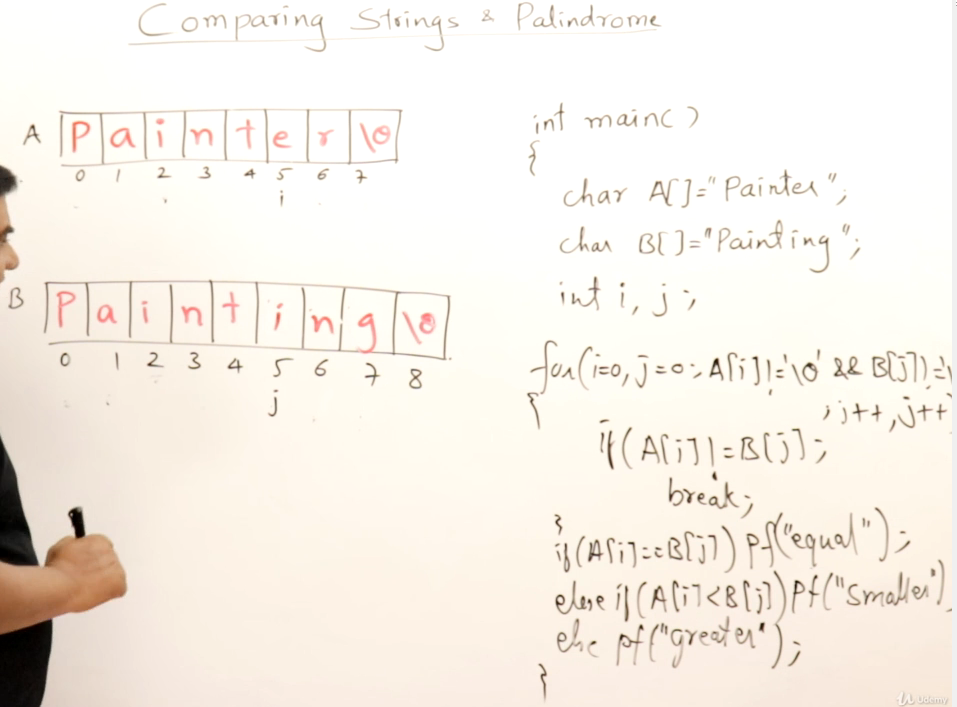 Comparing Strings & Palindrome
A P a i n t e r \0
0 1 2 3 4 5 6 7
i
B P a i n t i n g \0
0 1 2 3 4 5 6 7 8
j
int main()
{
char A[]="Painter";
char B[]="Painting";
int i, j;
for(i=0, j=0; A[i]!='\0' && B[j]!='\
; i++, j++
{
if(A[i]!=B[j];
break;
}
if(A[i]==B[j]) pf("equal");
else if(A[i]<B[j]) pf("smaller")
else pf("greater");
}
Udemy